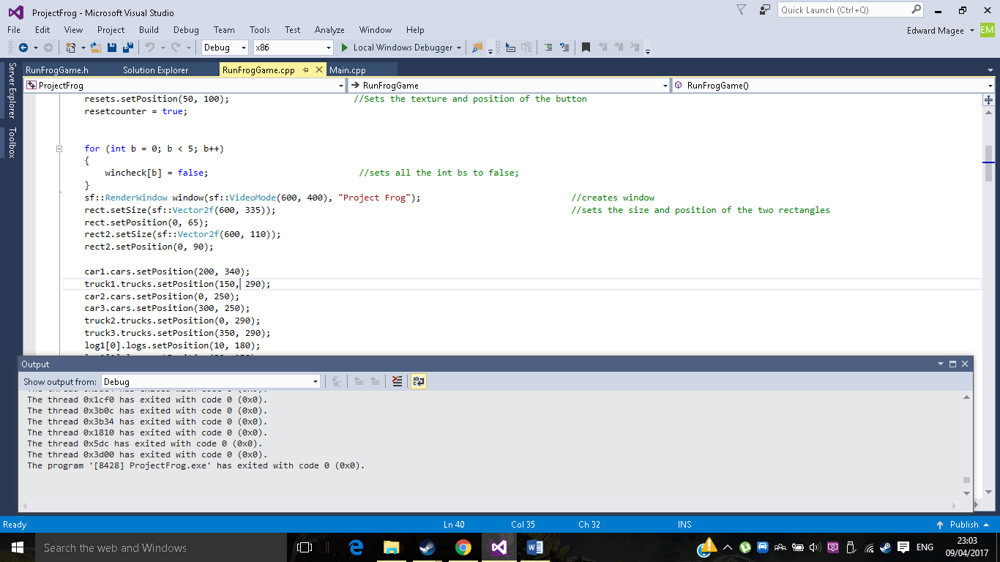 ProjectFrog - Microsoft Visual Studio
Quick Launch (Ctrl+Q)
File Edit View Project Build Debug Team Tools Test Analyze Window Help
Edward Magee EM
Debug x86 Local Windows Debugger
Server Explorer
Toolbox
RunFrogGame.h Solution Explorer RunFrogGame.cpp Main.cpp
ProjectFrog RunFrogGame RunFrogGame()
resets.setPosition(50, 100); //Sets the texture and position of the button
resetcounter = true;
for (int b = 0; b < 5; b++)
{
wincheck[b] = false; //sets all the int bs to false;
}
sf::RenderWindow window(sf::VideoMode(600, 400), "Project Frog"); //creates window
rect.setSize(sf::Vector2f(600, 335)); //sets the size and position of the two rectangles
rect.setPosition(0, 65);
rect2.setSize(sf::Vector2f(600, 110));
rect2.setPosition(0, 90);
car1.cars.setPosition(200, 340);
truck1.trucks.setPosition(150, 290);
car2.cars.setPosition(0, 250);
car3.cars.setPosition(300, 250);
truck2.trucks.setPosition(0, 290);
truck3.trucks.setPosition(350, 290);
log1[0].logs.setPosition(10, 180);
Output
Show output from: Debug
The thread 0x1cf0 has exited with code 0 (0x0).
The thread 0x3b0c has exited with code 0 (0x0).
The thread 0x3b34 has exited with code 0 (0x0).
The thread 0x1810 has exited with code 0 (0x0).
The thread 0x5dc has exited with code 0 (0x0).
The thread 0x3d00 has exited with code 0 (0x0).
The program '[8428] ProjectFrog.exe' has exited with code 0 (0x0).
Ready Ln 40 Col 35 Ch 32 INS Publish
Search the web and Windows
ENG
23:03
09/04/2017